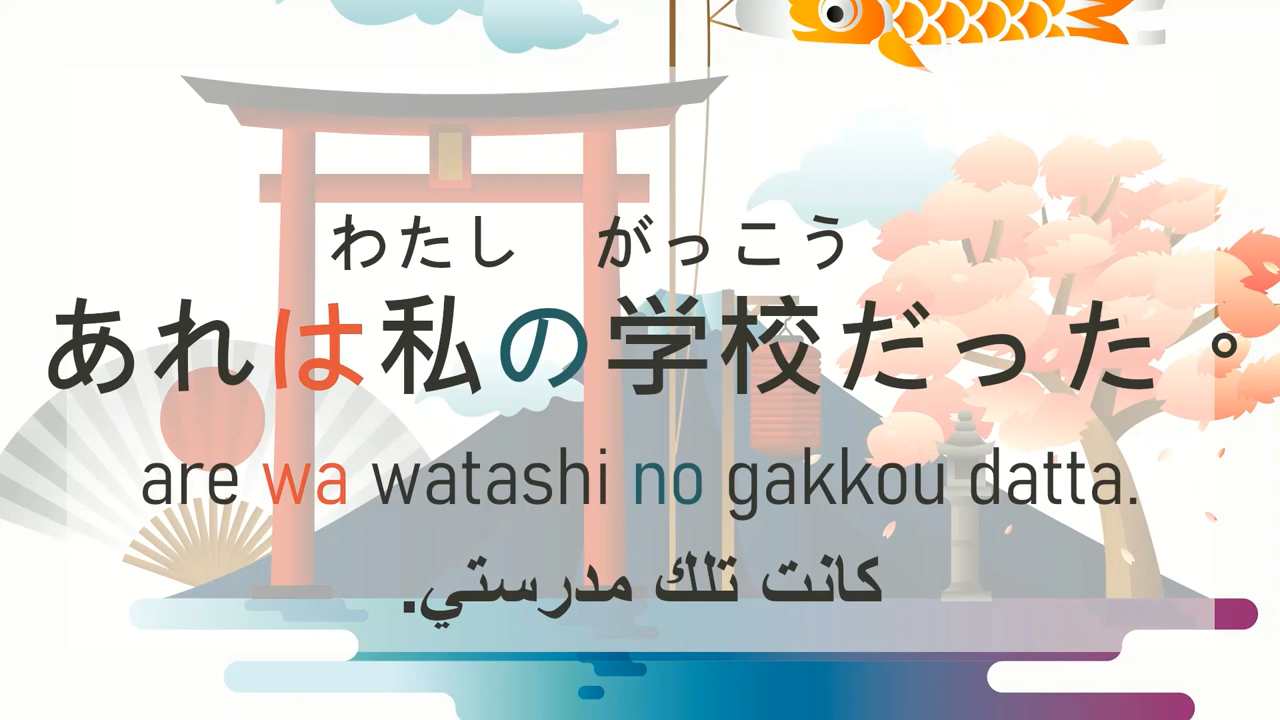 わたし　がっこう
あれは私の学校だった。
are wa watashi no gakkou datta.
كانت تلك مدرستي.